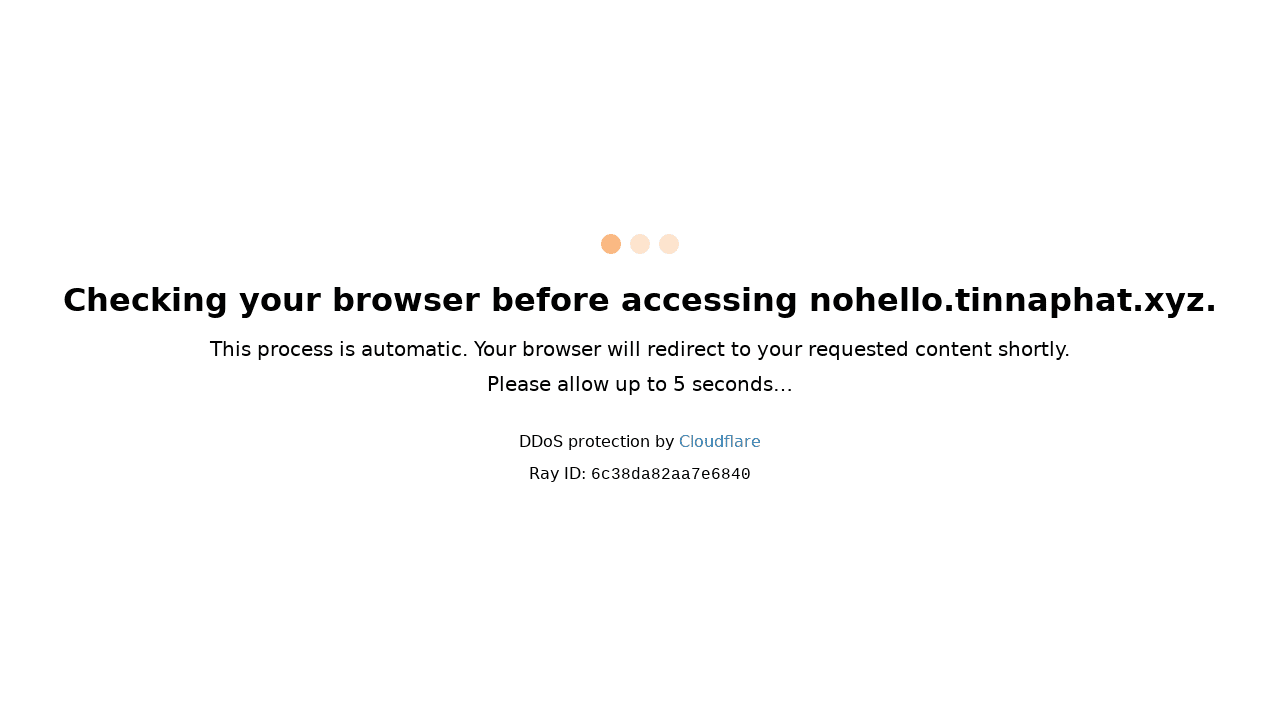 Checking your browser before accessing nohello.tinnaphat.xyz.
This process is automatic. Your browser will redirect to your requested content shortly.
Please allow up to 5 seconds…
DDoS protection by Cloudflare
Ray ID: 6c38da82aa7e6840